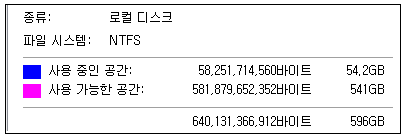 종류: 로컬 디스크
파일 시스템: NTFS
사용 중인 공간: 58,251,714,560바이트 54,2GB
사용 가능한 공간: 581,879,652,352바이트 541GB
640,131,366,912바이트 596GB